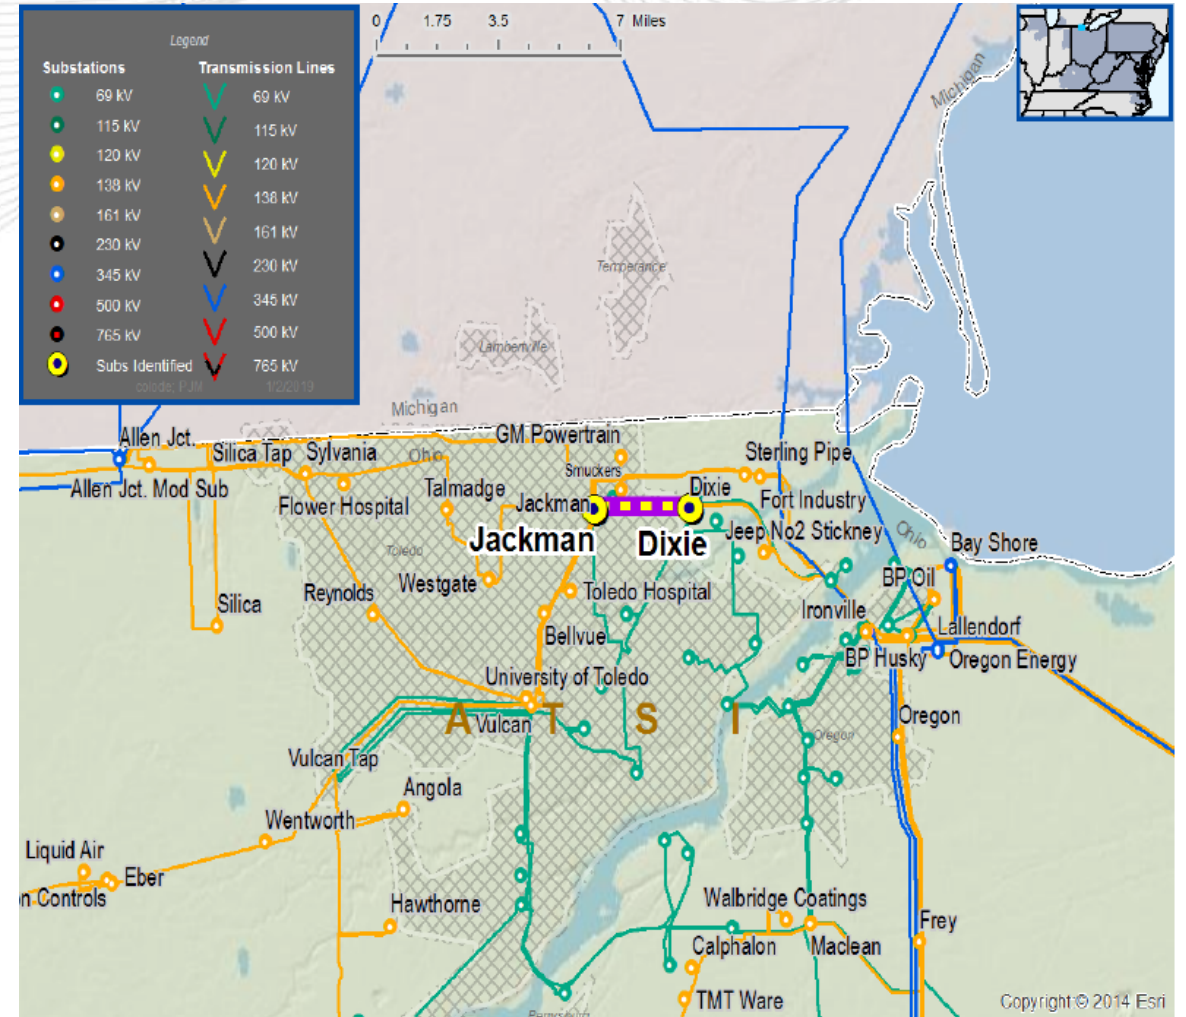 0 1.75 3.5 7 Miles
Legend
Substations Transmission Lines
69 kV 69 kV
115 kV 115 kV
120 kV 120 kV
138 kV 138 kV
161 kV 161 kV
230 kV 230 kV
345 kV 345 kV
500 kV 500 kV
765 kV 765 kV
Subs Identified
1/2/2019
Michigan
Temperance
Lambertville
Michigan
Ohio
Allen Jct.
Silica Tap
Sylvania
GM Powertrain
Smuckers
Sterling Pipe
Allen Jct. Mod Sub
Flower Hospital
Talmadge
Jackman
Dixie
Fort Industry
Jackman
Dixie
Jeep No2 Stickney
Ohio
Bay Shore
Toledo
Westgate
Toledo Hospital
BP Oil
Reynolds
Silica
Ironville
Bellvue
Lallendorf
BP Husky
Oregon Energy
University of Toledo
A T S I
Vulcan
Oregon
Oregon
Vulcan Tap
Angola
Wentworth
Liquid Air
Eber
n Controls
Hawthorne
Walbridge Coatings
Frey
Calphalon
Maclean
TMT Ware
Copyright:© 2014 Esri